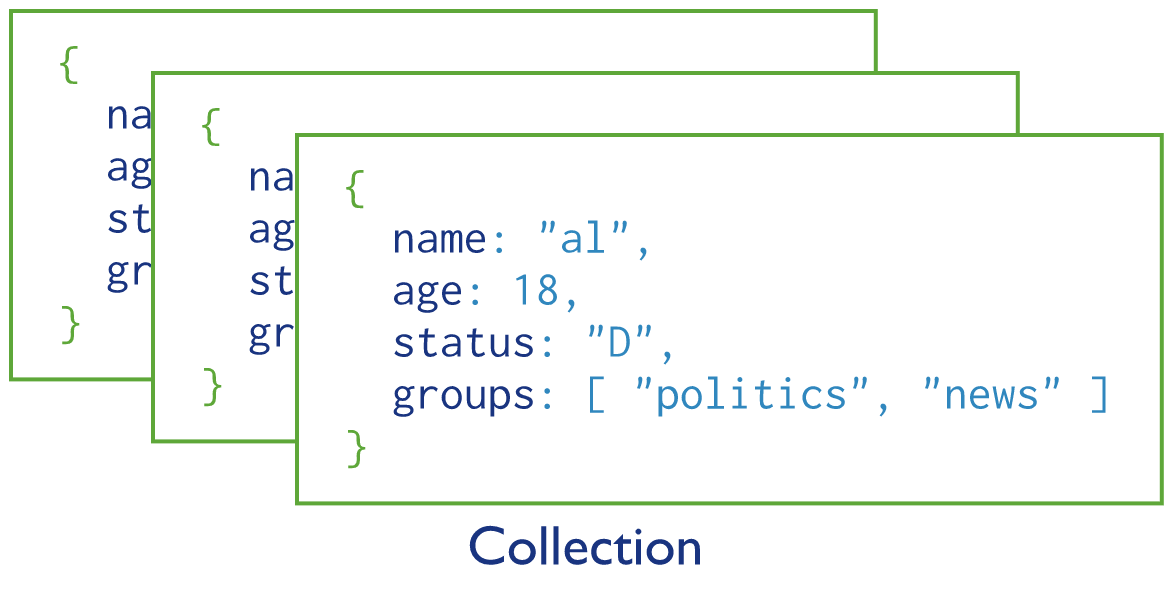 {
na
ag
st
gr
}
{
na
ag
st
gr
}
{
name: "al",
age: 18,
status: "D",
groups: [ "politics", "news" ]
}
Collection